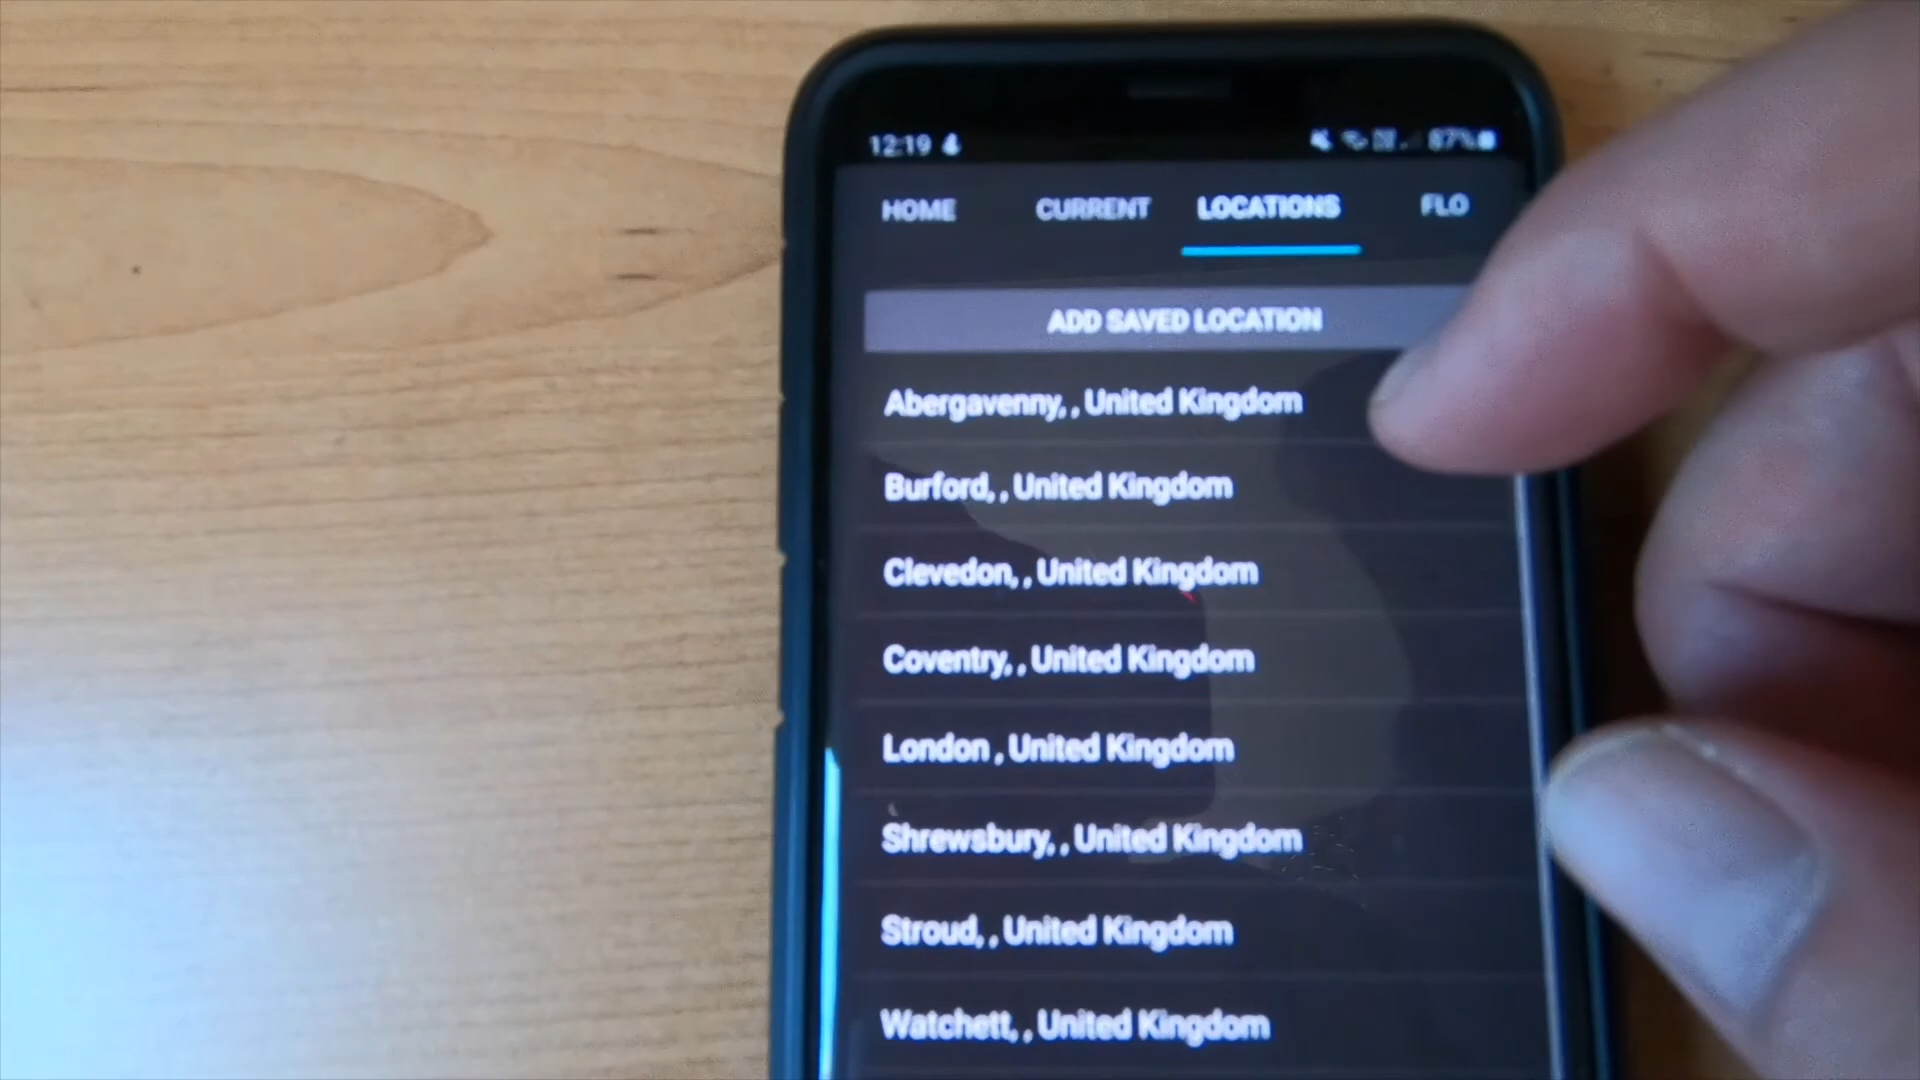 12:19 87%
HOME CURRENT LOCATIONS FLO
ADD SAVED LOCATION
Abergavenny, , United Kingdom
Burford, , United Kingdom
Clevedon, , United Kingdom
Coventry, , United Kingdom
London , United Kingdom
Shrewsbury, , United Kingdom
Stroud, , United Kingdom
Watchett, , United Kingdom